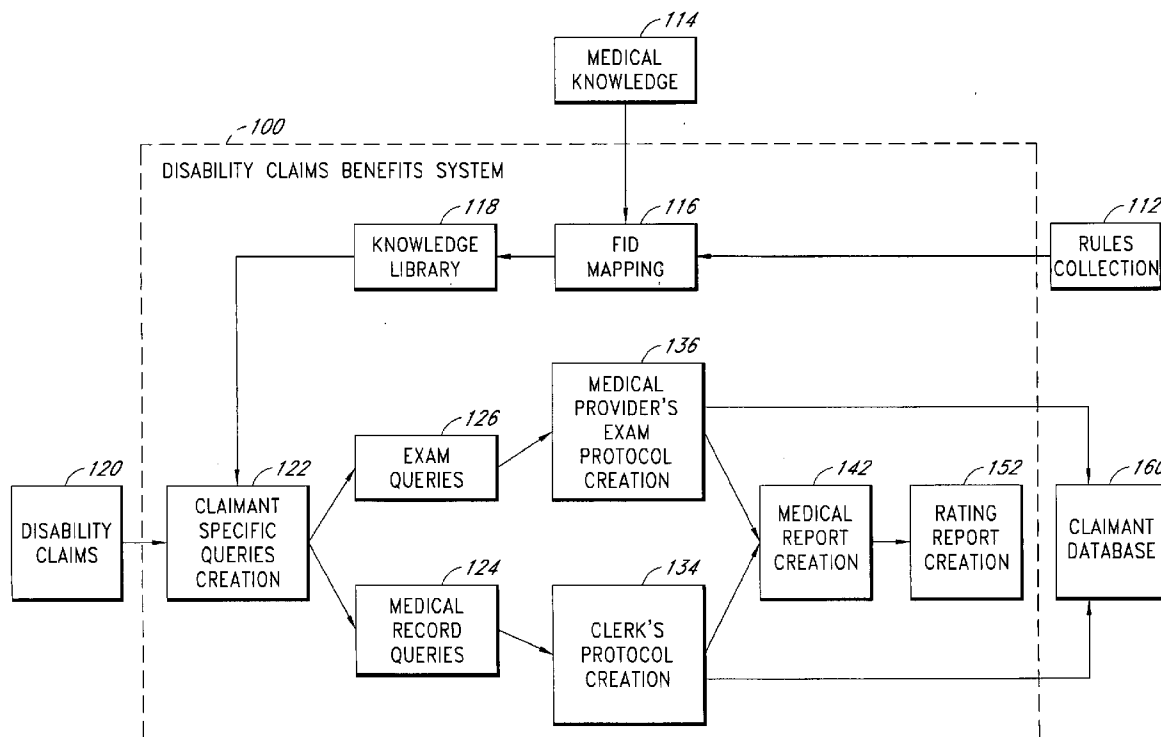 114
MEDICAL
KNOWLEDGE
100
DISABILITY CLAIMS BENEFITS SYSTEM
118
KNOWLEDGE
LIBRARY
116
FID
MAPPING
112
RULES
COLLECTION
136
MEDICAL
PROVIDER'S
EXAM
PROTOCOL
CREATION
126
EXAM
QUERIES
120
DISABILITY
CLAIMS
122
CLAIMANT
SPECIFIC
QUERIES
CREATION
124
MEDICAL
RECORD
QUERIES
134
CLERK'S
PROTOCOL
CREATION
142
MEDICAL
REPORT
CREATION
152
RATING
REPORT
CREATION
160
CLAIMANT
DATABASE